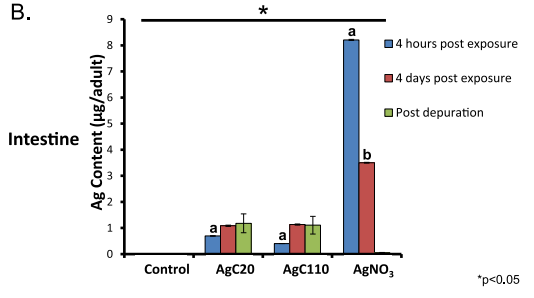 B.
*
9
8
7
6
5
4
3
2
1
0
Ag Content (µg/adult)
Intestine
a
a
a
b
4 hours post exposure
4 days post exposure
Post depuration
Control AgC20 AgC110 AgNO₃
*p<0.05